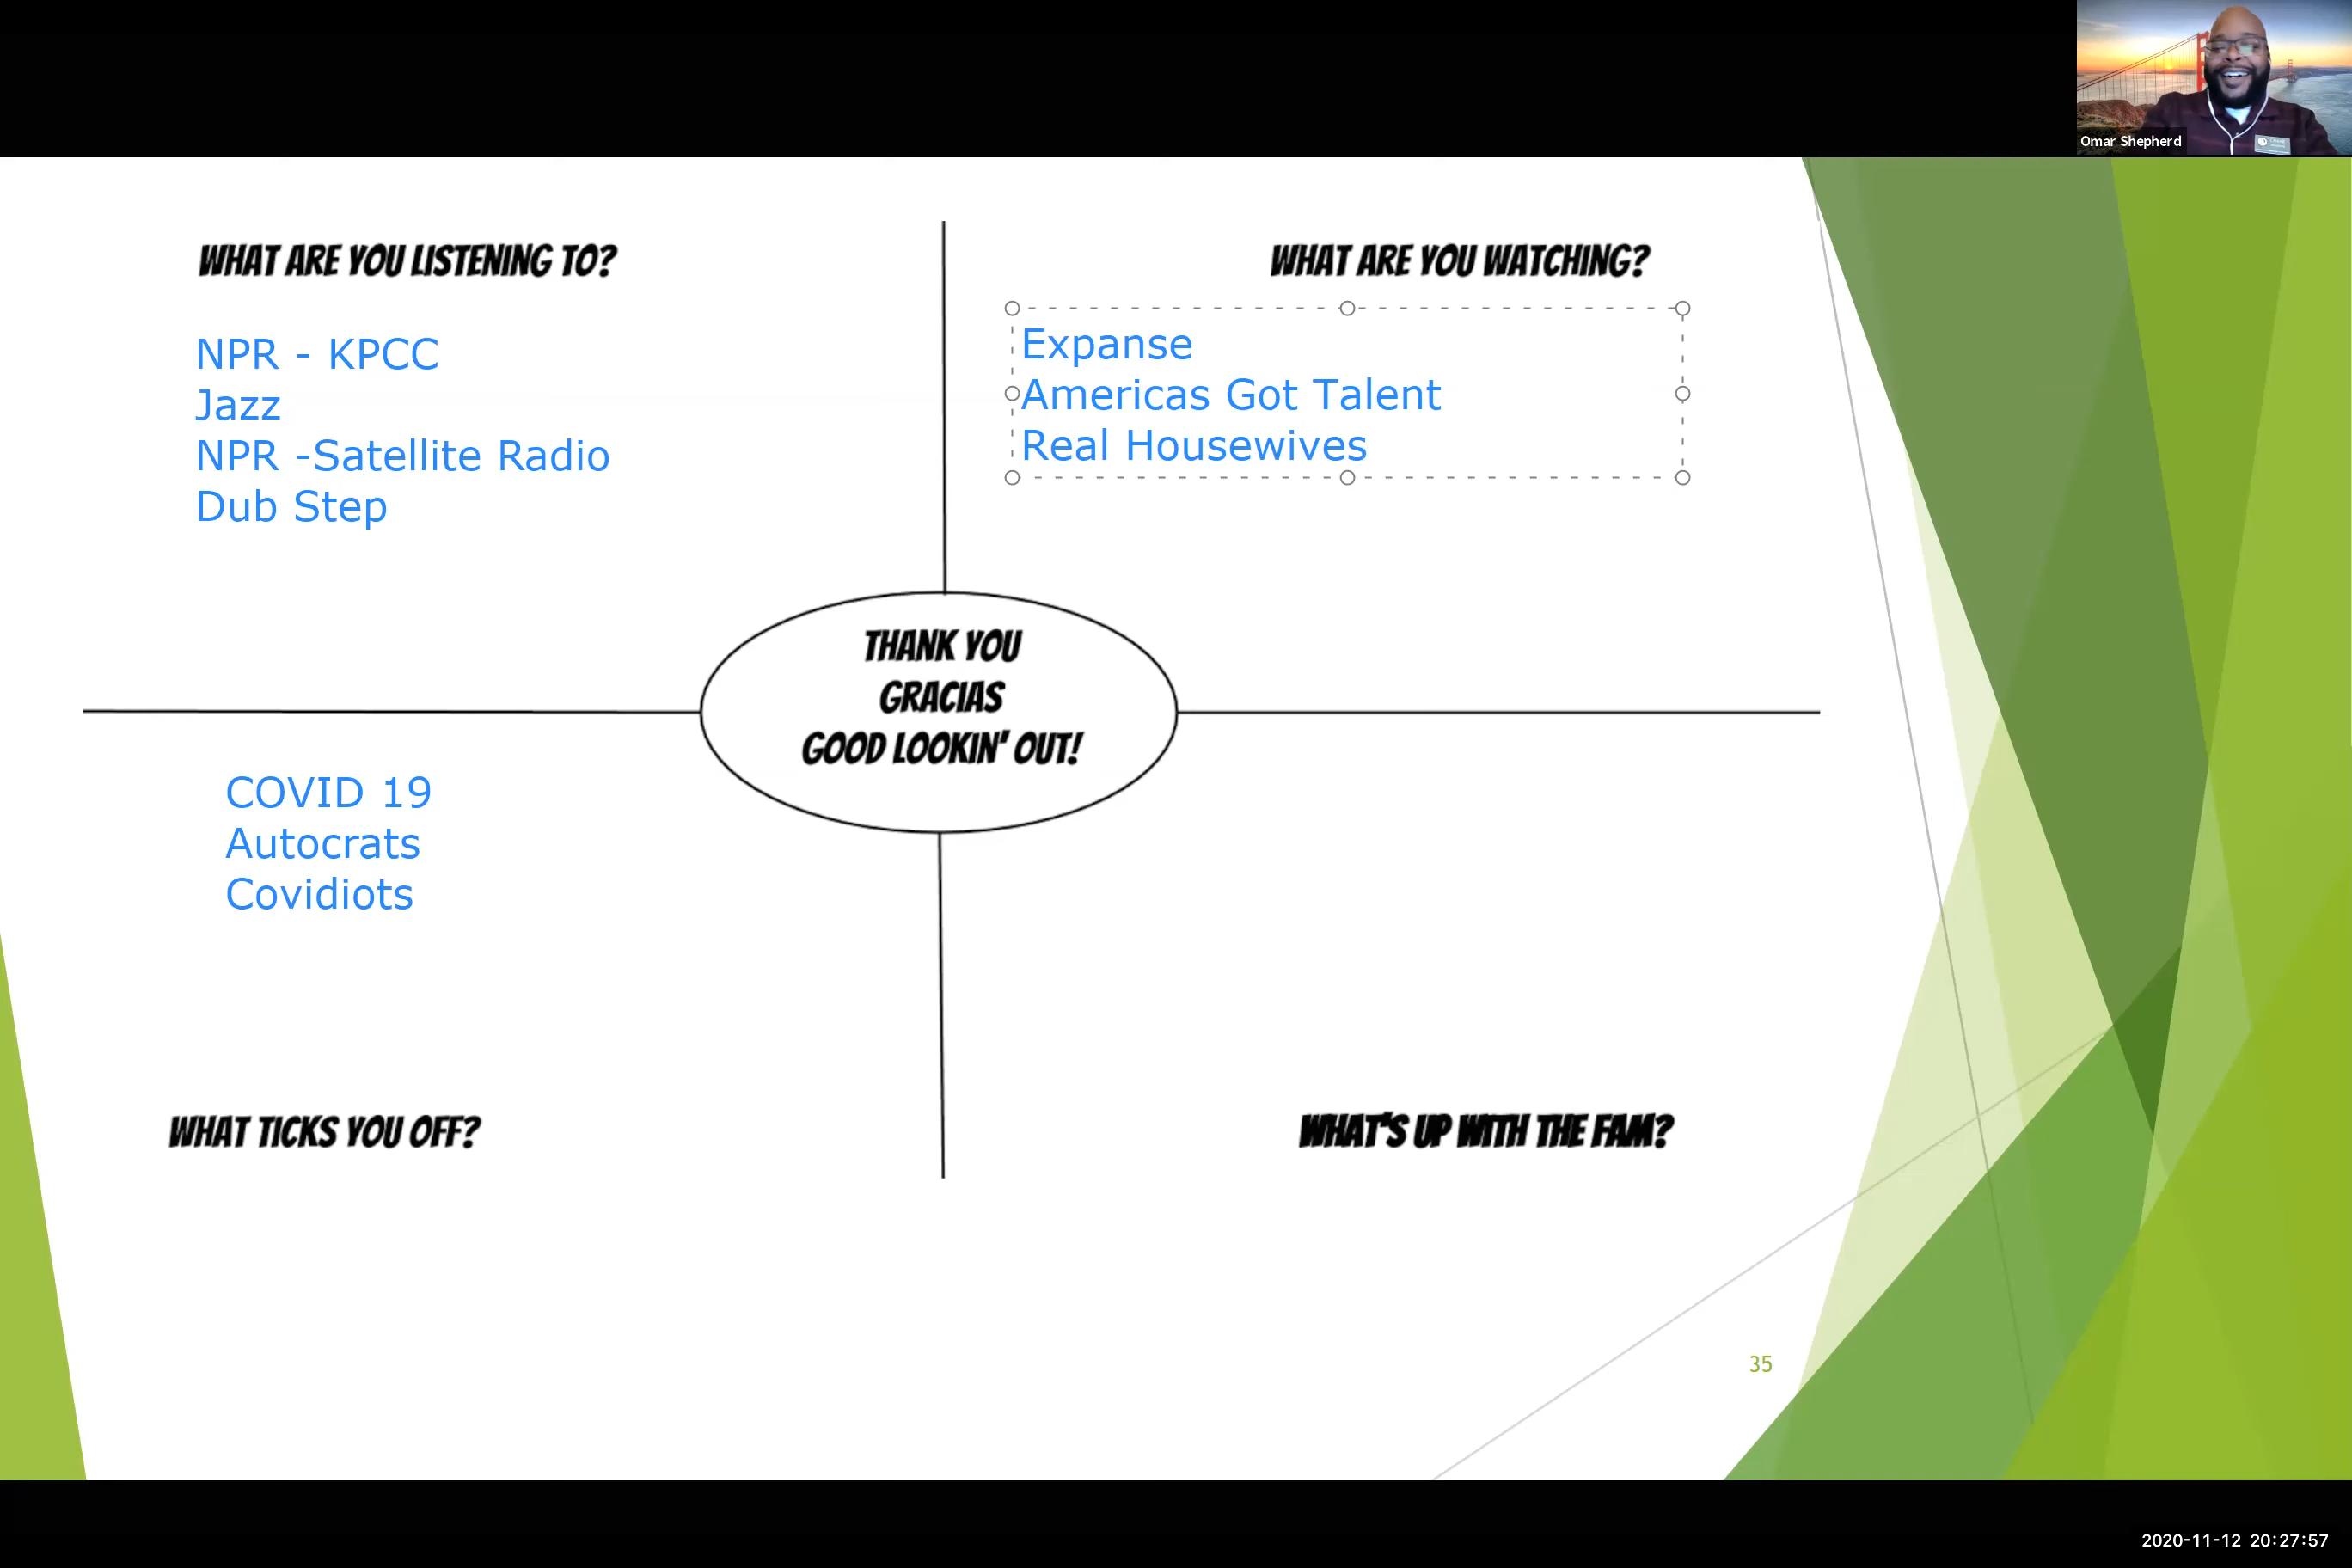 Omar Shepherd
WHAT ARE YOU LISTENING TO?
NPR - KPCC
Jazz
NPR -Satellite Radio
Dub Step
WHAT ARE YOU WATCHING?
Expanse
Americas Got Talent
Real Housewives
THANK YOU
GRACIAS
GOOD LOOKIN' OUT!
COVID 19
Autocrats
Covidiots
WHAT TICKS YOU OFF?
WHAT'S UP WITH THE FAM?
35
2020-11-12 20:27:57